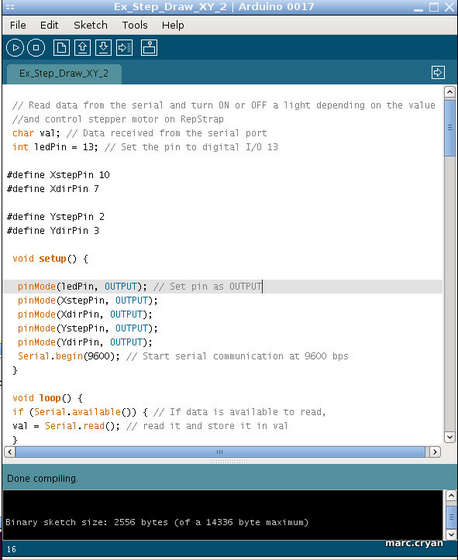 Ex_Step_Draw_XY_2 | Arduino 0017
File Edit Sketch Tools Help
Ex_Step_Draw_XY_2
// Read data from the serial and turn ON or OFF a light depending on the value
//and control stepper motor on RepStrap
char val; // Data received from the serial port
int ledPin = 13; // Set the pin to digital I/O 13
#define XstepPin 10
#define XdirPin 7
#define YstepPin 2
#define YdirPin 3
void setup() {
pinMode(ledPin, OUTPUT); // Set pin as OUTPUT
pinMode(XstepPin, OUTPUT);
pinMode(XdirPin, OUTPUT);
pinMode(YstepPin, OUTPUT);
pinMode(YdirPin, OUTPUT);
Serial.begin(9600); // Start serial communication at 9600 bps
}
void loop() {
if (Serial.available()) { // If data is available to read,
val = Serial.read(); // read it and store it in val
}
Done compiling.
Binary sketch size: 2556 bytes (of a 14336 byte maximum)
marc.cryan
16